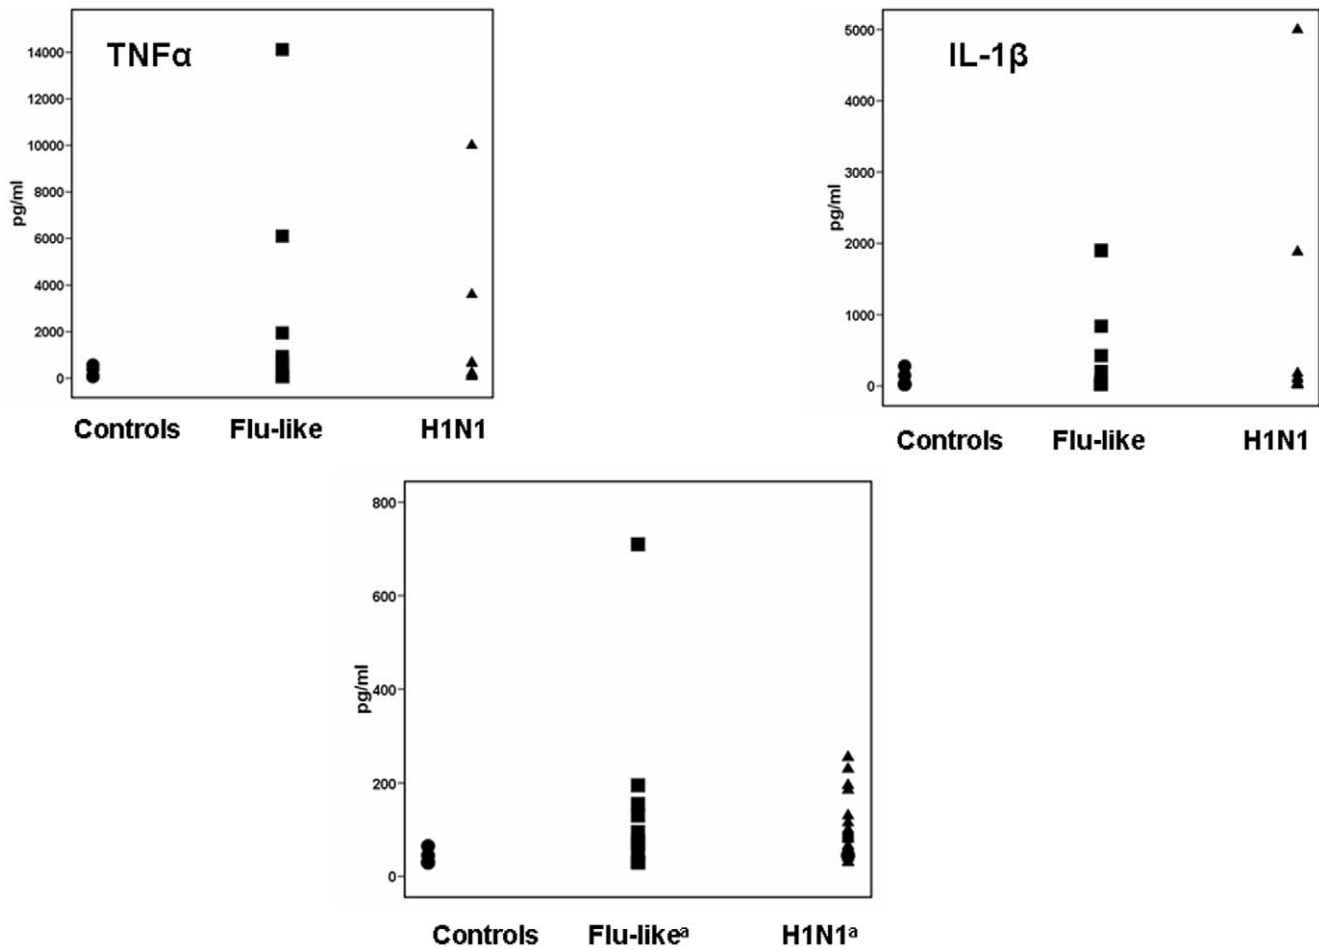 TNFα
14000
12000
10000
8000
6000
4000
2000
0
pg/ml
Controls Flu-like H1N1
IL-1β
5000
4000
3000
2000
1000
0
pg/ml
Controls Flu-like H1N1
800
600
400
200
0
pg/ml
Controls Flu-likeᵃ H1N1ᵃ